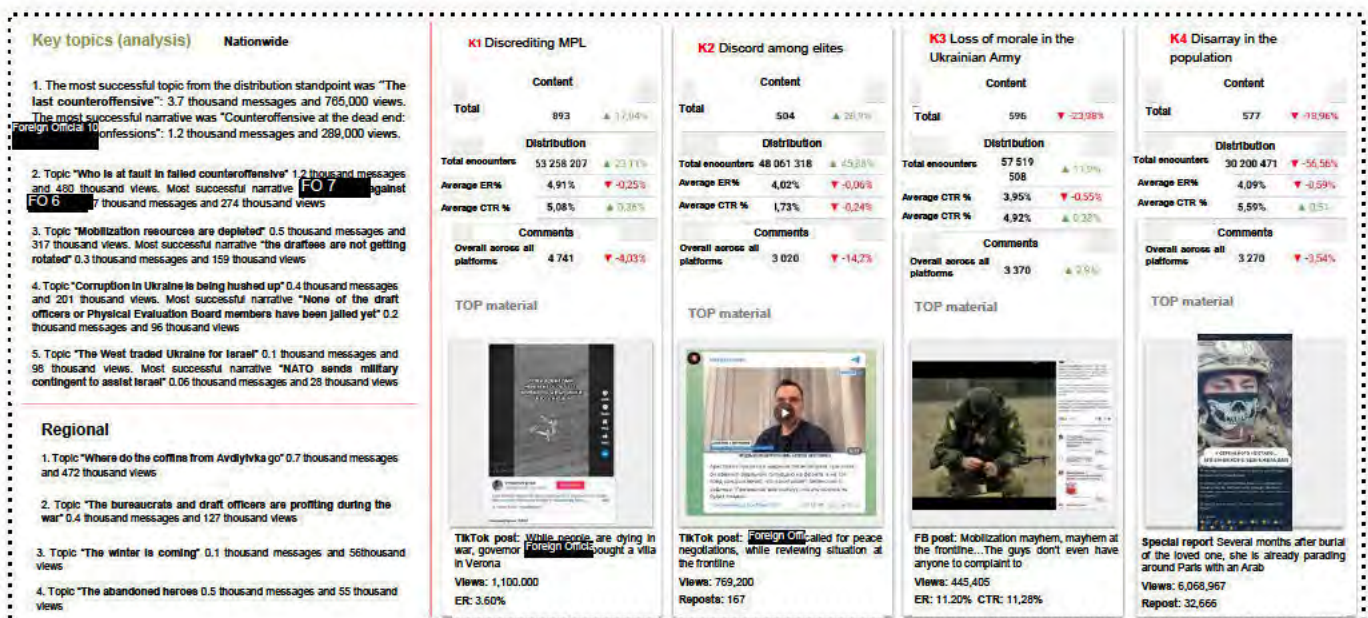 Key topics (analysis) Nationwide
1. The most successful topic from the distribution standpoint was "The
last counteroffensive": 3.7 thousand messages and 765,000 views.
The most successful narrative was "Counteroffensive at the dead end:
Foreign Official 10 onfessions": 1.2 thousand messages and 289,000 views.
2. Topic "Who is at fault in failed counteroffensive" 1.2 thousand messages
and 480 thousand views. Most successful narrative FO 7 against
FO 6 7 thousand messages and 274 thousand views
3. Topic "Mobilization resources are depleted" 0.5 thousand messages and
317 thousand views. Most successful narrative "the draftees are not getting
rotated" 0.3 thousand messages and 159 thousand views
4. Topic "Corruption in Ukraine is being hushed up" 0.4 thousand messages
and 201 thousand views. Most successful narrative "None of the draft
officers or Physical Evaluation Board members have been jailed yet" 0.2
thousand messages and 96 thousand views
5. Topic "The West traded Ukraine for Israel" 0.1 thousand messages and
98 thousand views. Most successful narrative "NATO sends military
contingent to assist Israel" 0.06 thousand messages and 28 thousand views
Regional
1. Topic "Where do the coffins from Avdiyivka go" 0.7 thousand messages
and 472 thousand views
2. Topic "The bureaucrats and draft officers are profiting during the
war" 0.4 thousand messages and 127 thousand views
3. Topic "The winter is coming" 0.1 thousand messages and 56thousand
views
4. Topic "The abandoned heroes 0.5 thousand messages and 55 thousand
views
K1 Discrediting MPL
Content
Total 893 ▲ 17,04%
Distribution
Total encounters 53 258 207 ▲ 23,11%
Average ER% 4,91% ▼ -0,25%
Average CTR % 5,08% ▲ 0,38%
Comments
Overall across all
platforms 4 741 ▼ -4,03%
TOP material
TikTok post: While people are dying in
war, governor Foreign Officia bought a villa
in Verona
Views: 1,100.000
ER: 3.60%
K2 Discord among elites
Content
Total 504 ▲ 28,9%
Distribution
Total encounters 48 061 318 ▲ 45,88%
Average ER% 4,02% ▼ -0,06%
Average CTR % 1,73% ▼ -0,24%
Comments
Overall across all
platforms 3 020 ▼ -14,2%
TOP material
TikTok post: Foreign Offi called for peace
negotiations, while reviewing situation at
the frontline
Views: 769,200
Reposts: 167
K3 Loss of morale in the
Ukrainian Army
Content
Total 596 ▼ -23,98%
Distribution
Total encounters 57 519
508
Average CTR % 3,95% ▼ -0,55%
Average CTR % 4,92%
Comments
Overall across all
platforms 3 370 ▲ 2,9%
TOP material
FB post: Mobilization mayhem, mayhem at
the frontline...The guys don't even have
anyone to complaint to
Views: 445,405
ER: 11.20% CTR: 11,28%
K4 Disarray in the
population
Content
Total 577 ▼ -19,96%
Distribution
Total encounters 30 200 471 ▼ -56,56%
Average ER% 4,09% ▼ -0,59%
Average CTR % 5,59%
Comments
Overall across all
platforms 3 270 ▼ -3,54%
TOP material
Special report Several months after burial
of the loved one, she is already parading
around Paris with an Arab
Views: 6,068,967
Repost: 32,666